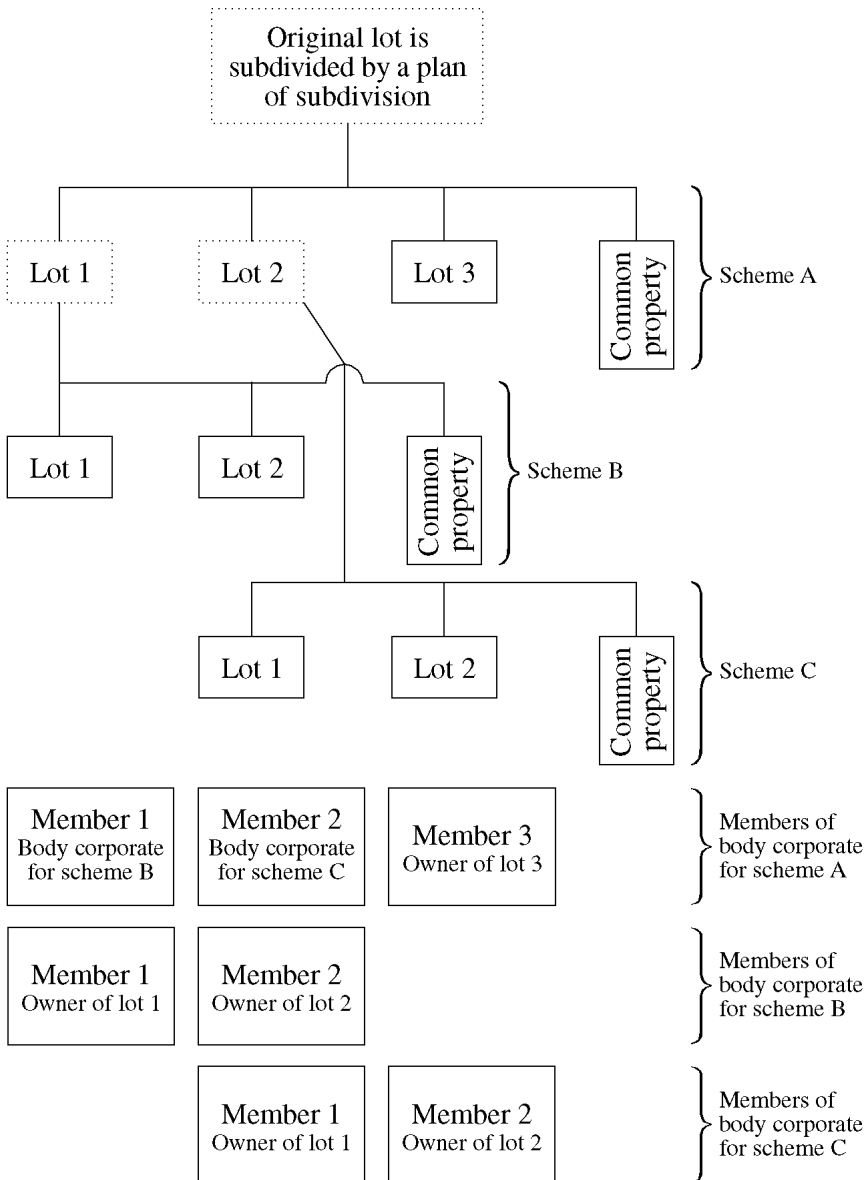 Original lot is
subdivided by a plan
of subdivision
Lot 1
Lot 2
Lot 3
Common
property
Scheme A
Lot 1
Lot 2
Common
property
Scheme B
Lot 1
Lot 2
Common
property
Scheme C
Member 1
Body corporate
for scheme B
Member 2
Body corporate
for scheme C
Member 3
Owner of lot 3
Members of
body corporate
for scheme A
Member 1
Owner of lot 1
Member 2
Owner of lot 2
Members of
body corporate
for scheme B
Member 1
Owner of lot 1
Member 2
Owner of lot 2
Members of
body corporate
for scheme C